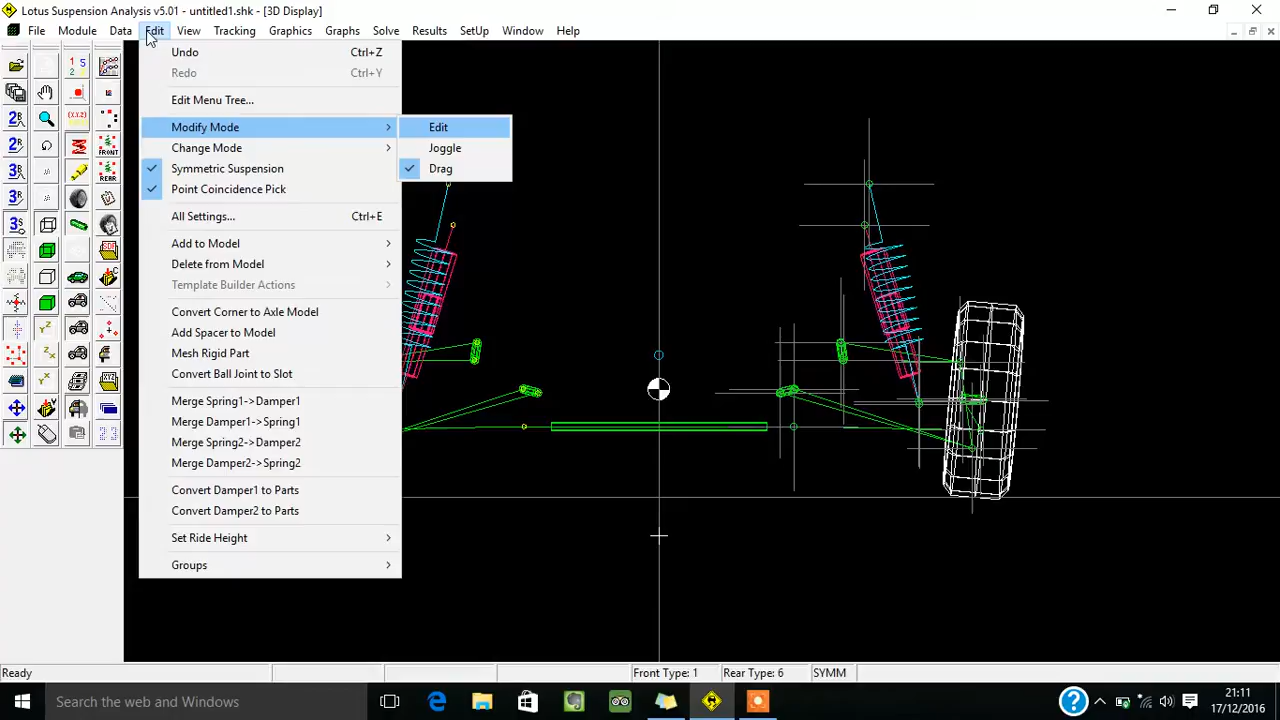 Lotus Suspension Analysis v5.01 - untitled1.shk - [3D Display]
File Module Data Edit View Tracking Graphics Graphs Solve Results SetUp Window Help
Undo Ctrl+Z
Redo Ctrl+Y
Edit Menu Tree...
Modify Mode
Edit
Change Mode
Joggle
Symmetric Suspension
Drag
Point Coincidence Pick
All Settings... Ctrl+E
Add to Model
Delete from Model
Template Builder Actions
Convert Corner to Axle Model
Add Spacer to Model
Mesh Rigid Part
Convert Ball Joint to Slot
Merge Spring1->Damper1
Merge Damper1->Spring1
Merge Spring2->Damper2
Merge Damper2->Spring2
Convert Damper1 to Parts
Convert Damper2 to Parts
Set Ride Height
Groups
Ready Front Type: 1 Rear Type: 6 SYMM
Search the web and Windows
21:11
17/12/2016